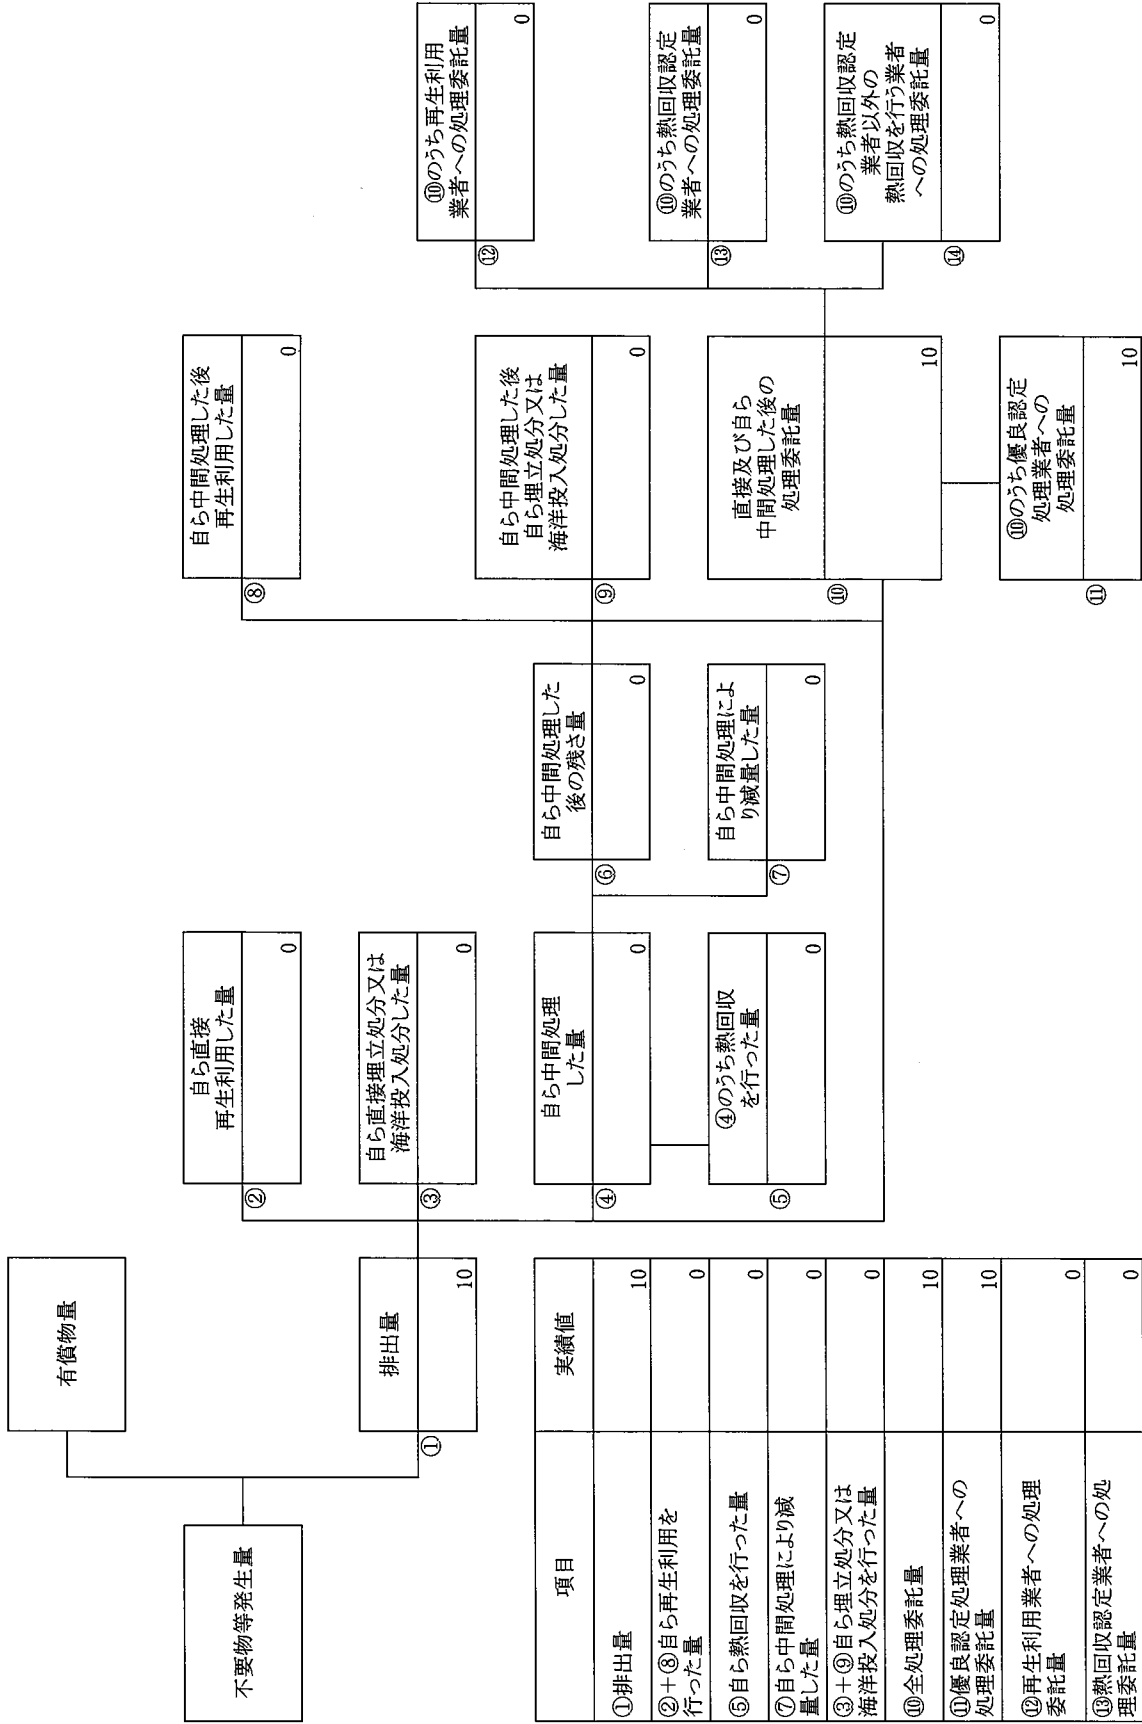 不要物等発生量
有償物量
排出量
①
10
自ら直接
再生利用した量
②
0
自ら直接埋立処分又は
海洋投入処分した量
③
0
自ら中間処理
した量
④
0
④のうち熱回収
を行った量
⑤
0
自ら中間処理した
後の残さ量
⑥
0
自ら中間処理によ
り減量した量
⑦
0
自ら中間処理した後
再生利用した量
⑧
0
自ら中間処理した後
自ら埋立処分又は
海洋投入処分した量
⑨
0
直接及び自ら
中間処理した後の
処理委託量
⑩
10
⑩のうち優良認定
処理業者への
処理委託量
⑪
10
⑩のうち再生利用
業者への処理委託量
⑫
0
⑩のうち熱回収認定
業者への処理委託量
⑬
0
⑩のうち熱回収認定
業者以外の
熱回収を行う業者
への処理委託量
⑭
0
項目 実績値
①排出量 10
②+⑧自ら再生利用を
行った量 0
⑤自ら熱回収を行った量 0
⑦自ら中間処理により減
量した量 0
③+⑨自ら埋立処分又は
海洋投入処分を行った量 0
⑩全処理委託量 10
⑪優良認定処理業者への
処理委託量 10
⑫再生利用業者への処理
委託量 0
⑬熱回収認定業者への処
理委託量 0